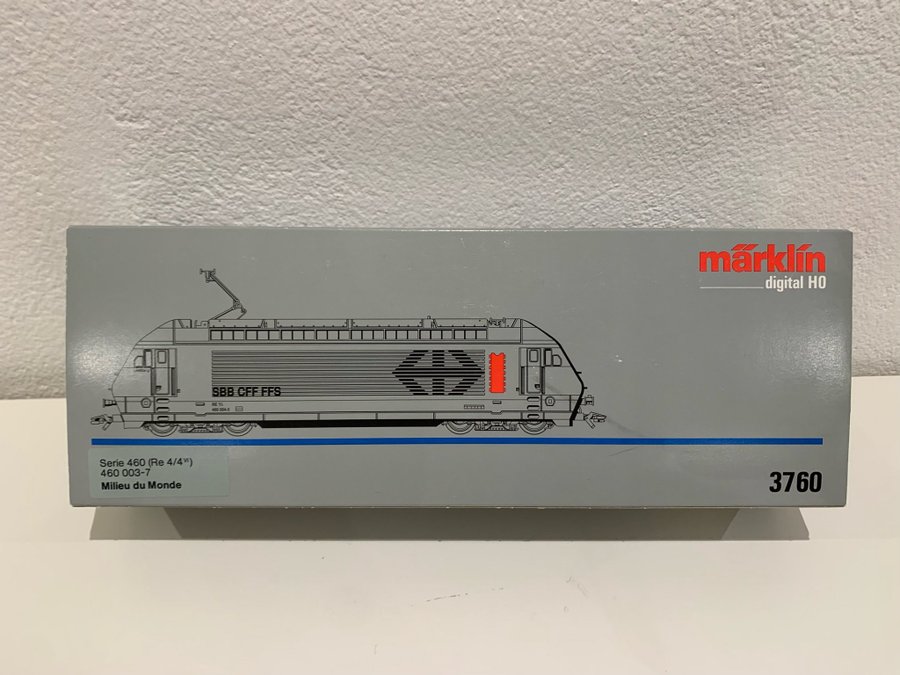 märklin
digital H0
SBB CFF FFS
Serie 460 (Re 4/4ᵛᴵ)
460 003-7
Milieu du Monde
3760